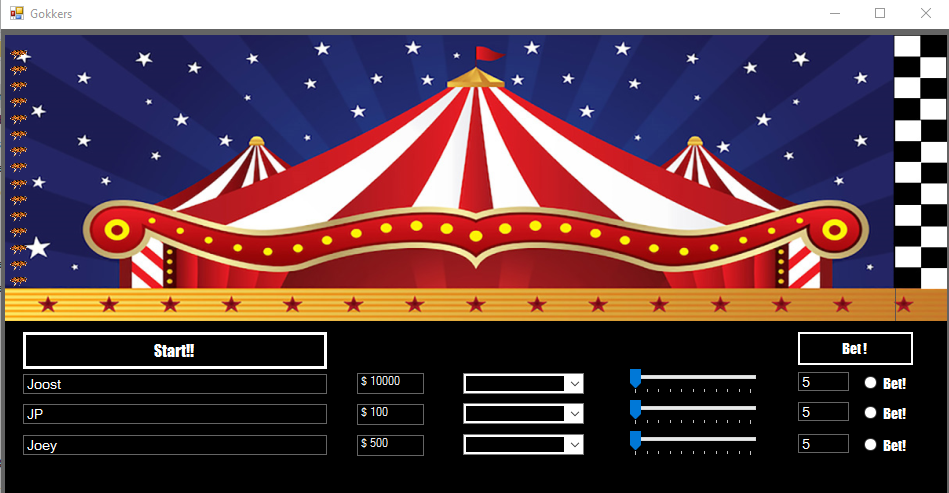 Gokkers
Start!!
Bet!
Joost
$ 10000
5
Bet!
JP
$ 100
5
Bet!
Joey
$ 500
5
Bet!